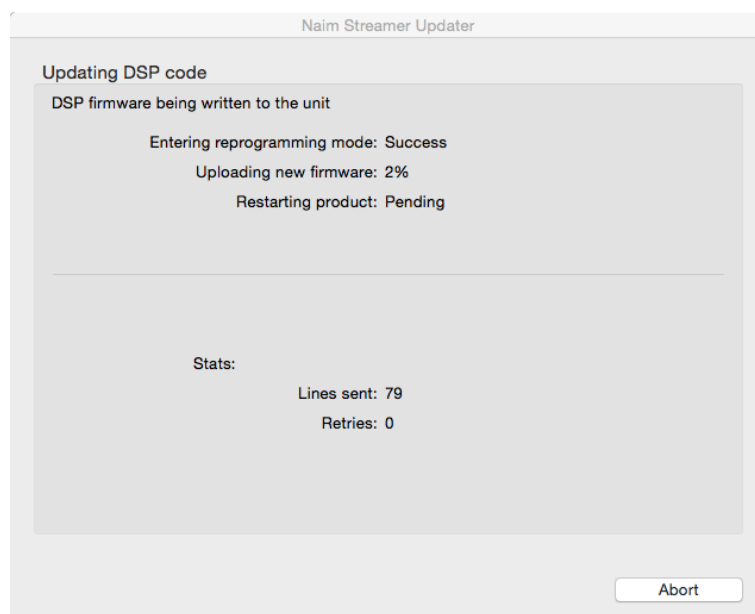 Naim Streamer Updater
Updating DSP code
DSP firmware being written to the unit
Entering reprogramming mode: Success
Uploading new firmware: 2%
Restarting product: Pending
Stats:
Lines sent: 79
Retries: 0
Abort